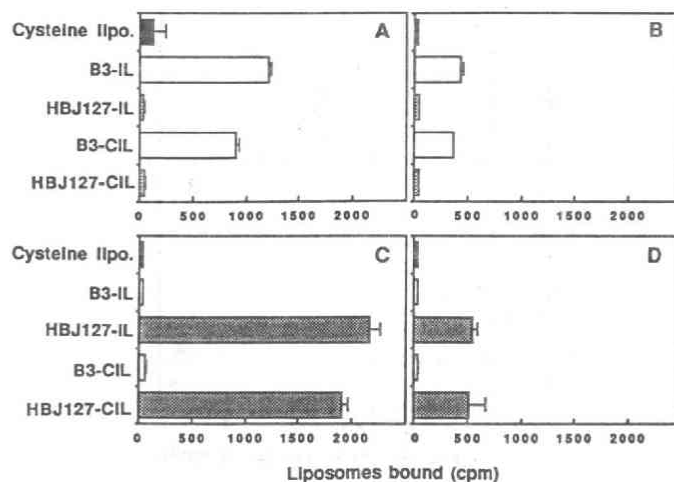 Cysteine lipo.
A
B
B3-IL
HBJ127-IL
B3-CIL
HBJ127-CIL
0 500 1000 1500 2000
0 500 1000 1500 2000
Cysteine lipo.
C
D
B3-IL
HBJ127-IL
B3-CIL
HBJ127-CIL
0 500 1000 1500 2000
0 500 1000 1500 2000
Liposomes bound (cpm)